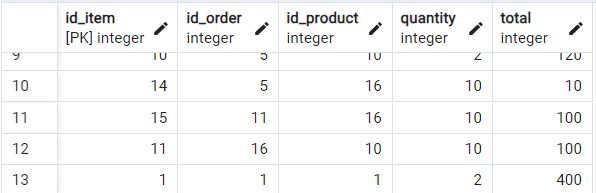 id_item id_order id_product quantity total
[PK] integer integer integer integer integer
9 10 5 10 2 120
10 14 5 16 10 10
11 15 11 16 10 100
12 11 16 10 10 100
13 1 1 1 2 400